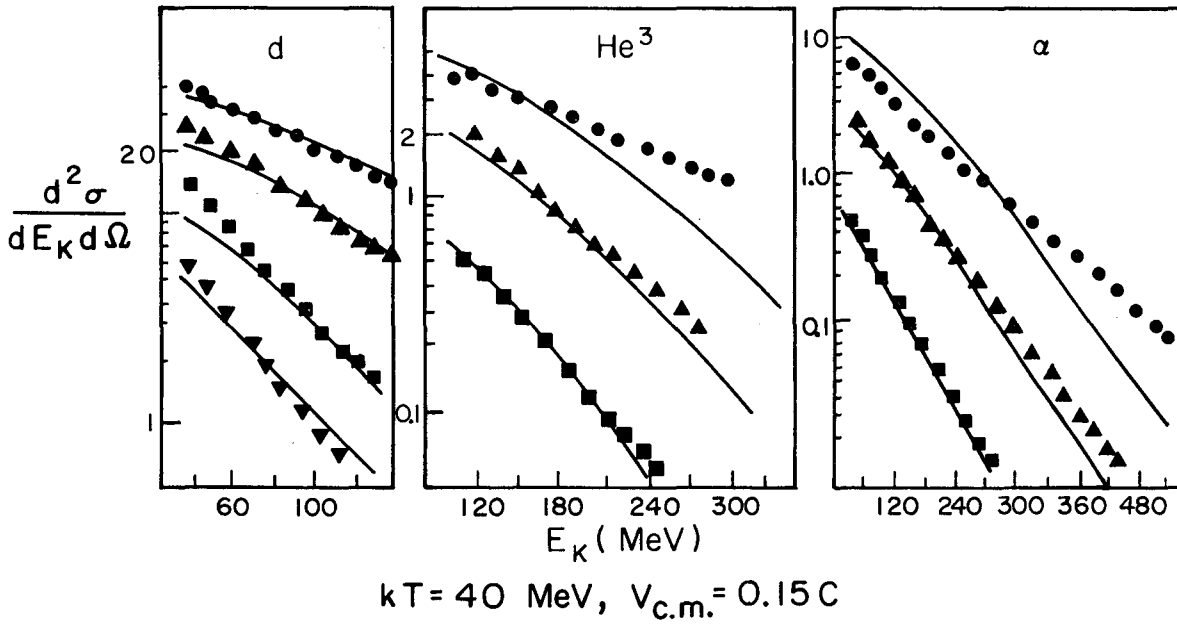 d
He³
α
20
1
d²σ
dE_K dΩ
60
100
2
1
0.1
120
180
240
300
10
1.0
0.1
120
240
300
360
480
E_K (MeV)
kT = 40 MeV, V_c.m. = 0.15C